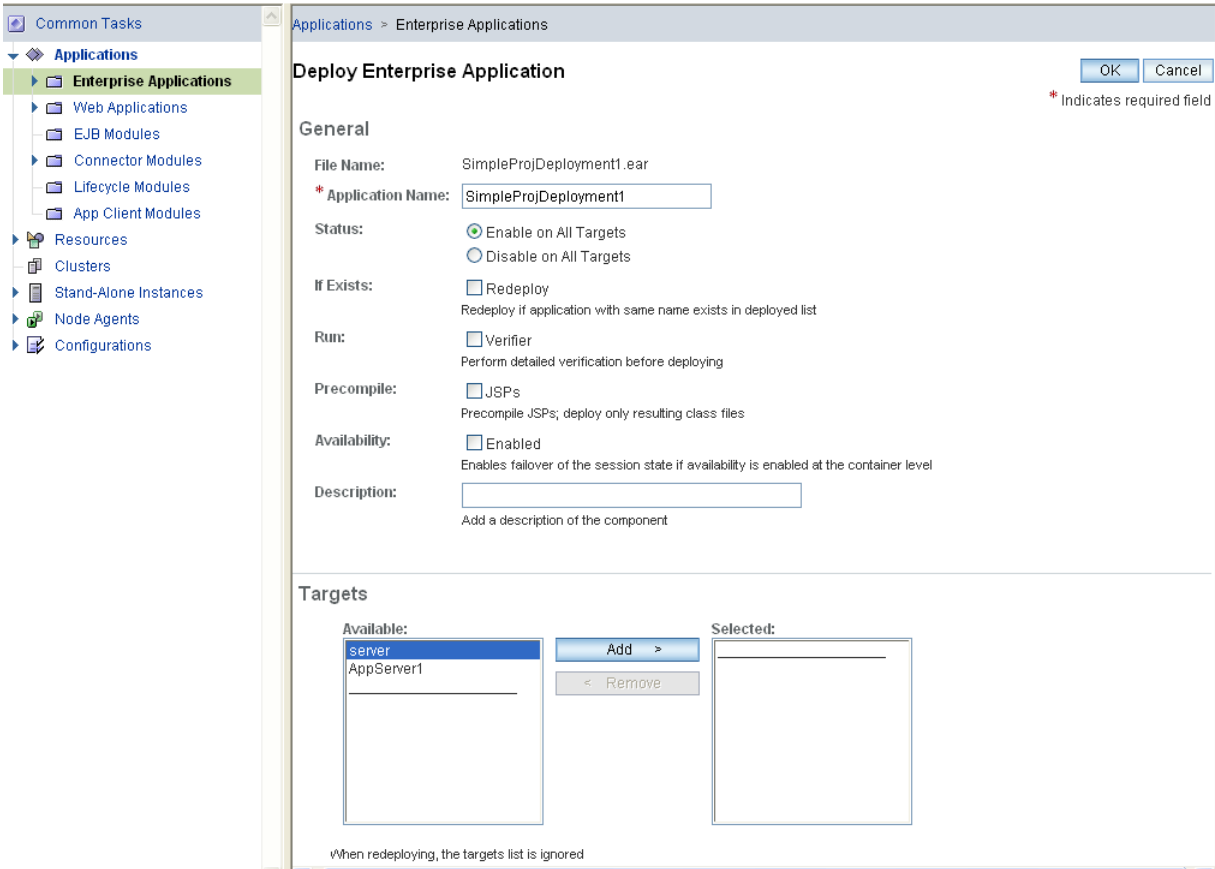 Common Tasks
Applications
Enterprise Applications
Web Applications
EJB Modules
Connector Modules
Lifecycle Modules
App Client Modules
Resources
Clusters
Stand-Alone Instances
Node Agents
Configurations
Applications > Enterprise Applications
Deploy Enterprise Application
OK Cancel
* Indicates required field
General
File Name: SimpleProjDeployment1.ear
* Application Name: SimpleProjDeployment1
Status: Enable on All Targets
Disable on All Targets
If Exists: Redeploy
Redeploy if application with same name exists in deployed list
Run: Verifier
Perform detailed verification before deploying
Precompile: JSPs
Precompile JSPs; deploy only resulting class files
Availability: Enabled
Enables failover of the session state if availability is enabled at the container level
Description:
Add a description of the component
Targets
Available: Selected:
server Add >
AppServer1
< Remove
When redeploying, the targets list is ignored